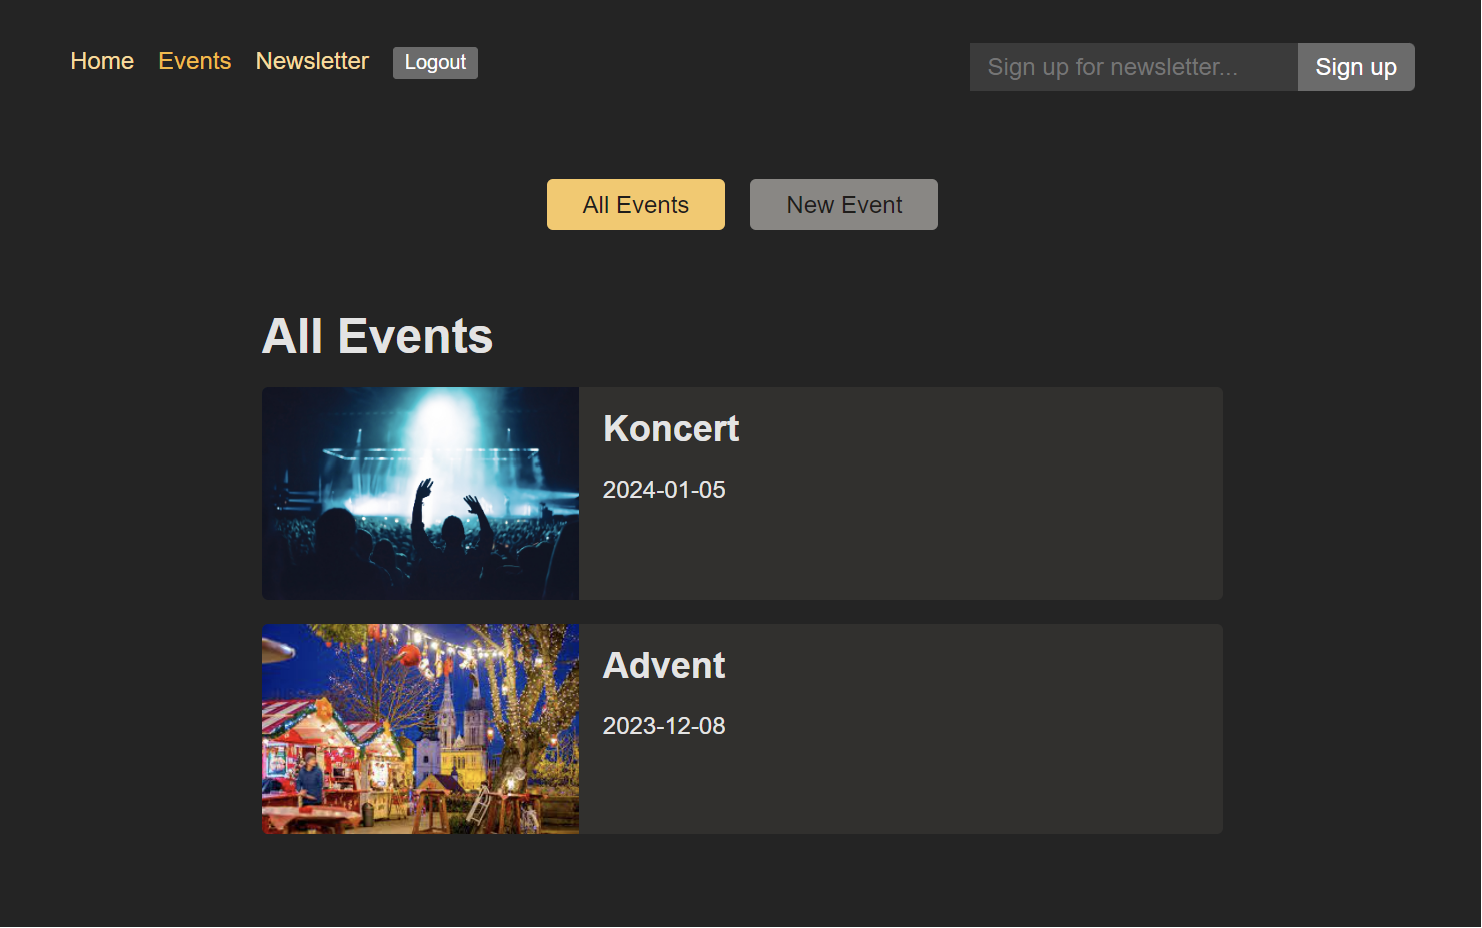 Home Events Newsletter Logout Sign up for newsletter... Sign up
All Events New Event
All Events
Koncert
2024-01-05
Advent
2023-12-08